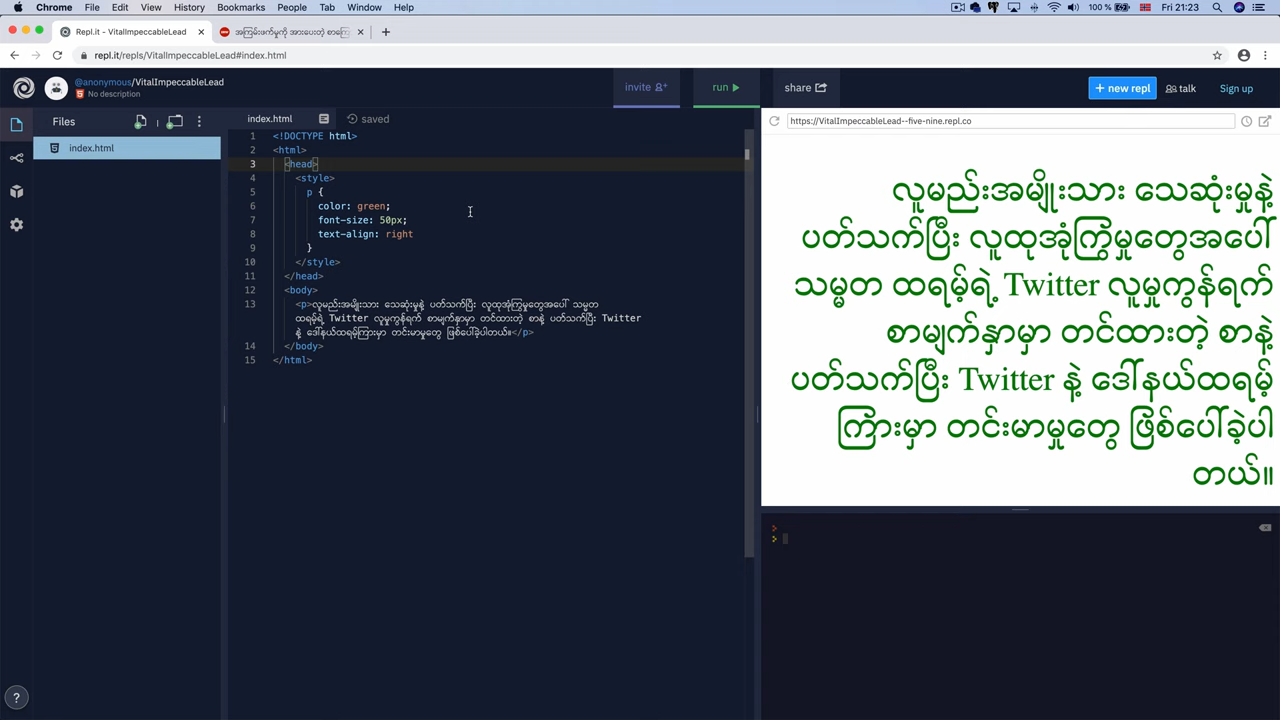 Chrome File Edit View History Bookmarks People Tab Window Help 100 % Fri 21:23
Repl.it - VitalImpeccableLead
အကြမ်းဖက်မှုကို အားပေးတဲ့ စာကြော
repl.it/repls/VitalImpeccableLead#index.html
@anonymous/VitalImpeccableLead
No description
invite
run
share
+ new repl
talk
Sign up
Files
index.html
index.html
saved
1 <!DOCTYPE html>
2 <html>
3 <head>
4 <style>
5 p {
6 color: green;
7 font-size: 50px;
8 text-align: right
9 }
10 </style>
11 </head>
12 <body>
13 <p>လူမည်းအမျိုးသား သေဆုံးမှုနဲ့ ပတ်သက်ပြီး လူထုအုံကြွမှုတွေအပေါ် သမ္မတ
ထရမ့်ရဲ့ Twitter လူမှုကွန်ရက် စာမျက်နှာမှာ တင်ထားတဲ့ စာနဲ့ ပတ်သက်ပြီး Twitter
နဲ့ ဒေါ်နယ်ထရမ့်ကြားမှာ တင်းမာမှုတွေ ဖြစ်ပေါ်ခဲ့ပါတယ်။</p>
14 </body>
15 </html>
https://VitalImpeccableLead--five-nine.repl.co
လူမည်းအမျိုးသား သေဆုံးမှုနဲ့
ပတ်သက်ပြီး လူထုအုံကြွမှုတွေအပေါ်
သမ္မတ ထရမ့်ရဲ့ Twitter လူမှုကွန်ရက်
စာမျက်နှာမှာ တင်ထားတဲ့ စာနဲ့
ပတ်သက်ပြီး Twitter နဲ့ ဒေါ်နယ်ထရမ့်
ကြားမှာ တင်းမာမှုတွေ ဖြစ်ပေါ်ခဲ့ပါ
တယ်။